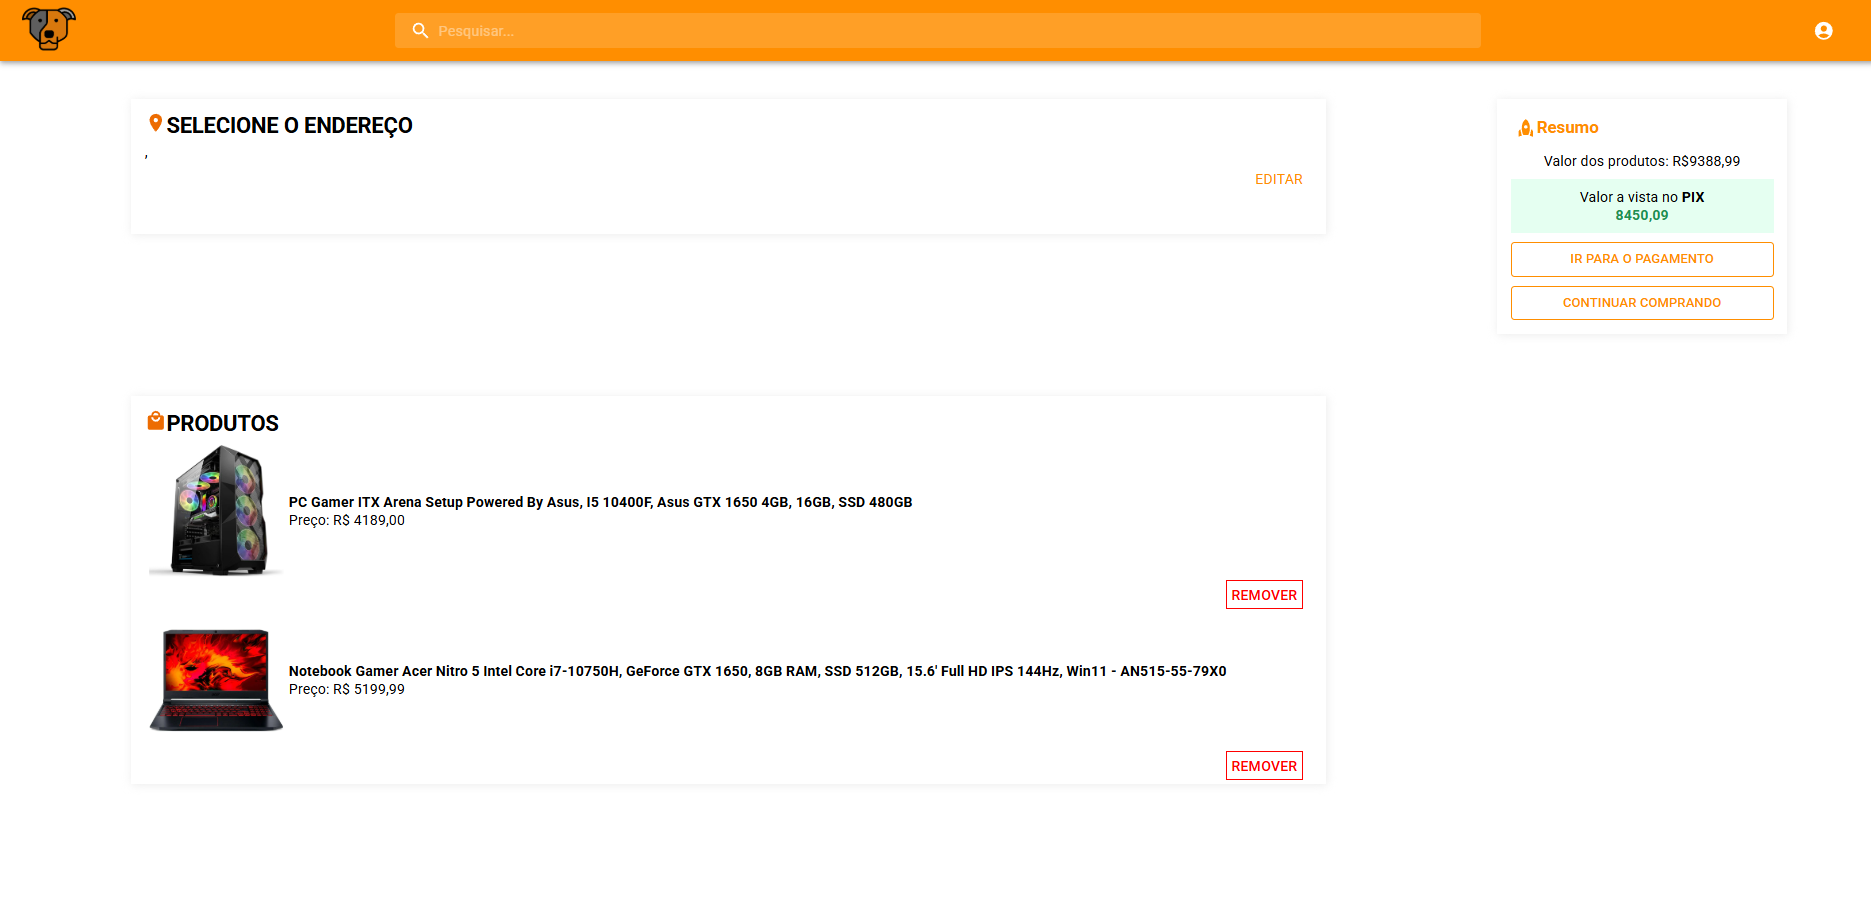 Pesquisar...
SELECIONE O ENDEREÇO
,
EDITAR
Resumo
Valor dos produtos: R$9388,99
Valor a vista no PIX
8450,09
IR PARA O PAGAMENTO
CONTINUAR COMPRANDO
PRODUTOS
PC Gamer ITX Arena Setup Powered By Asus, I5 10400F, Asus GTX 1650 4GB, 16GB, SSD 480GB
Preço: R$ 4189,00
REMOVER
Notebook Gamer Acer Nitro 5 Intel Core i7-10750H, GeForce GTX 1650, 8GB RAM, SSD 512GB, 15.6' Full HD IPS 144Hz, Win11 - AN515-55-79X0
Preço: R$ 5199,99
REMOVER